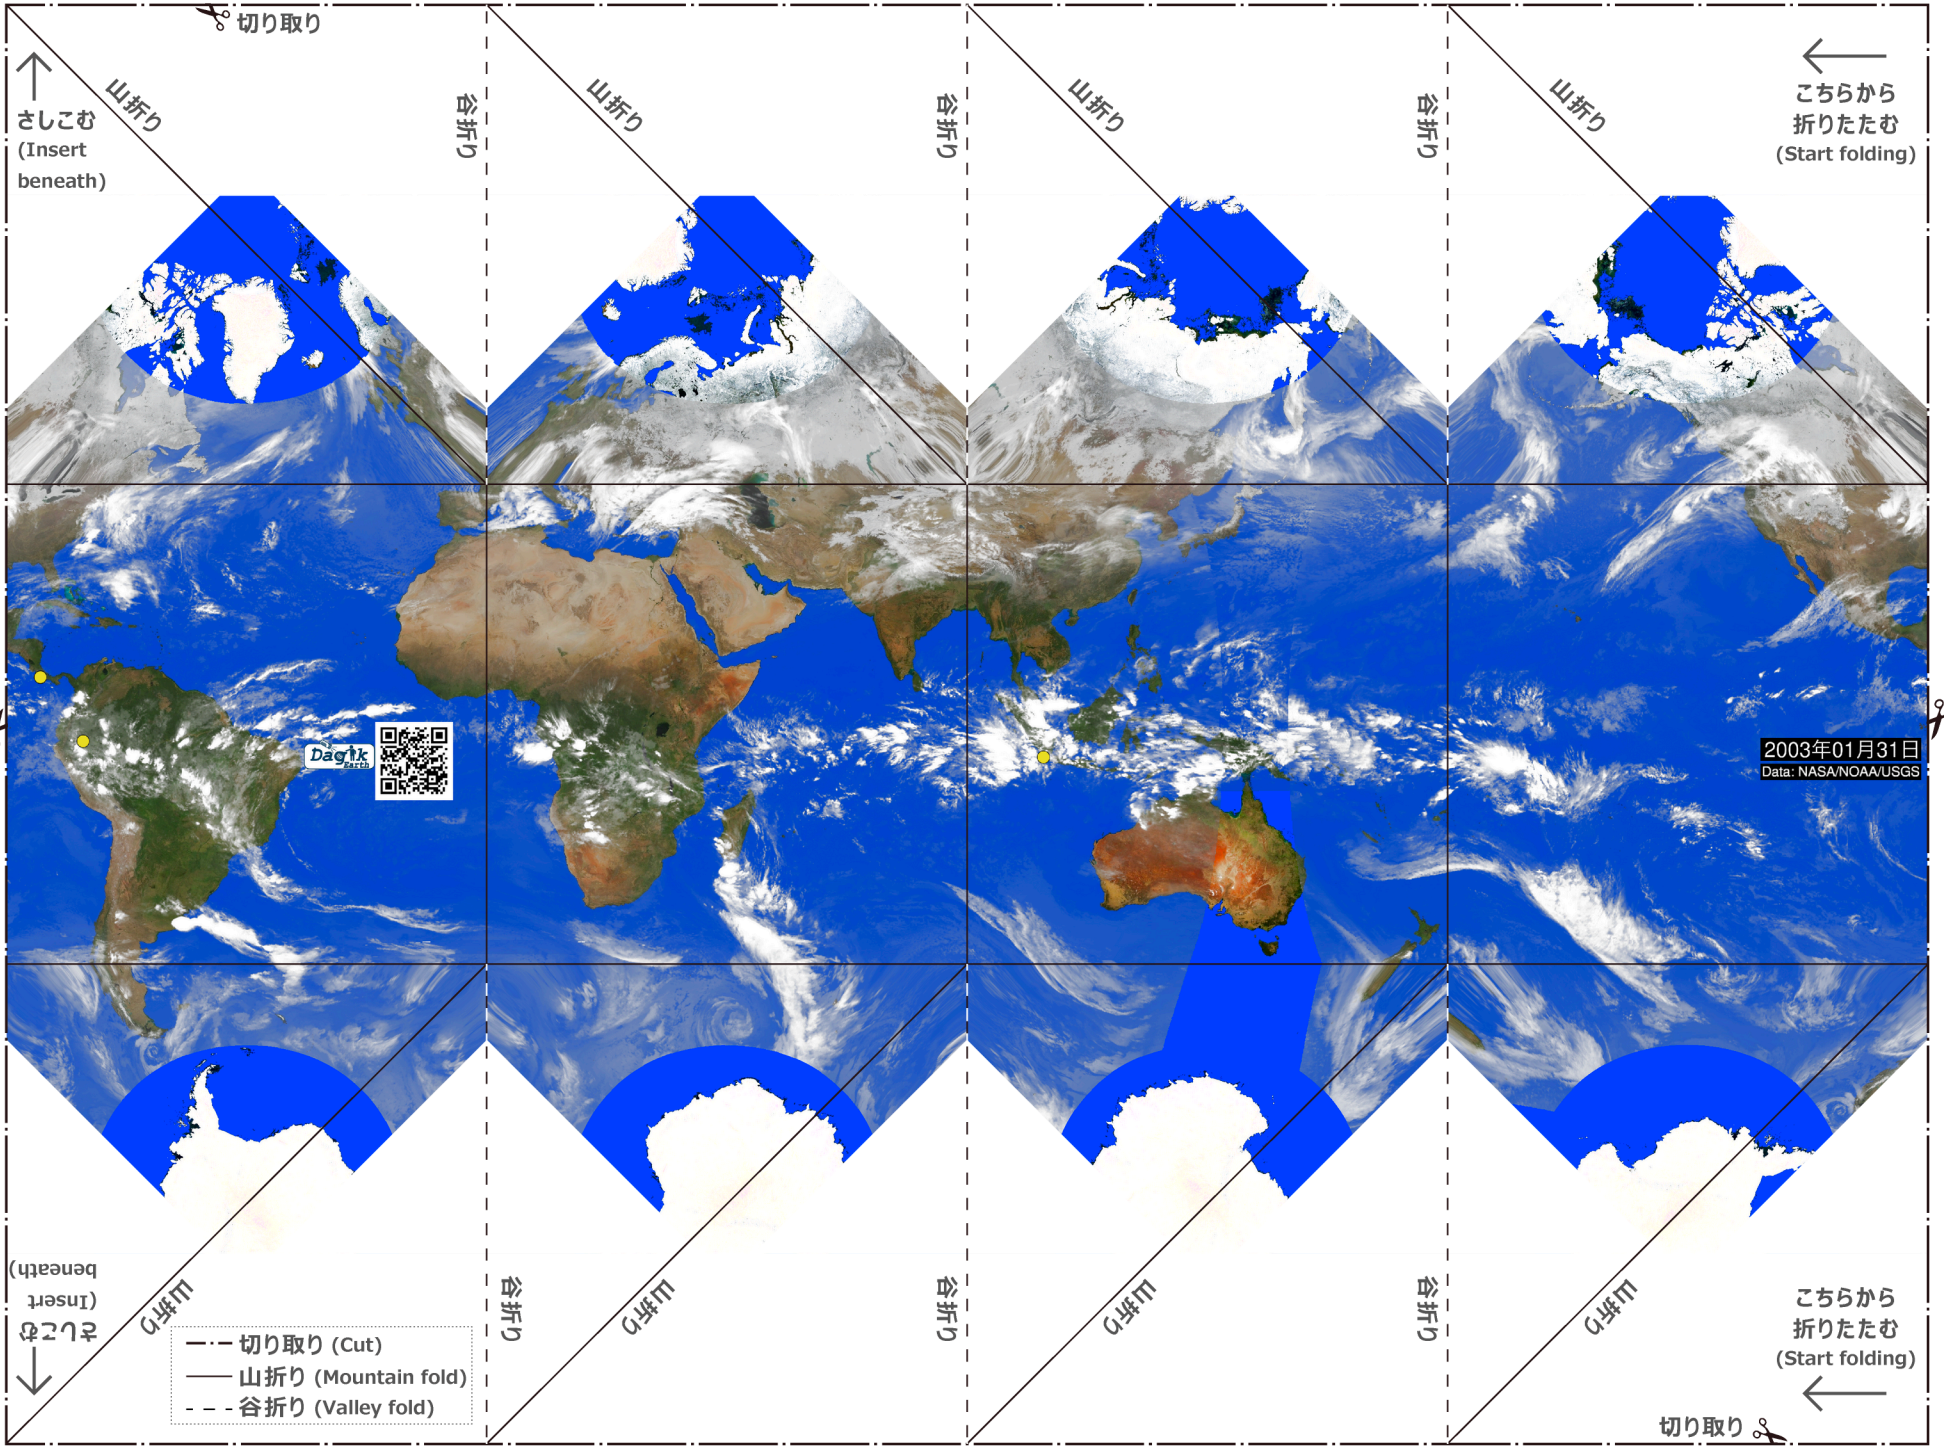 切り取り
さしこむ
(Insert
beneath)
山折り
谷折り
山折り
谷折り
山折り
谷折り
山折り
こちらから
折りたたむ
(Start folding)
Dagik
Earth
2003年01月31日
Data: NASA/NOAA/USGS
さしこむ
(Insert
beneath)
山折り
谷折り
山折り
谷折り
山折り
谷折り
山折り
こちらから
折りたたむ
(Start folding)
切り取り (Cut)
山折り (Mountain fold)
谷折り (Valley fold)
切り取り